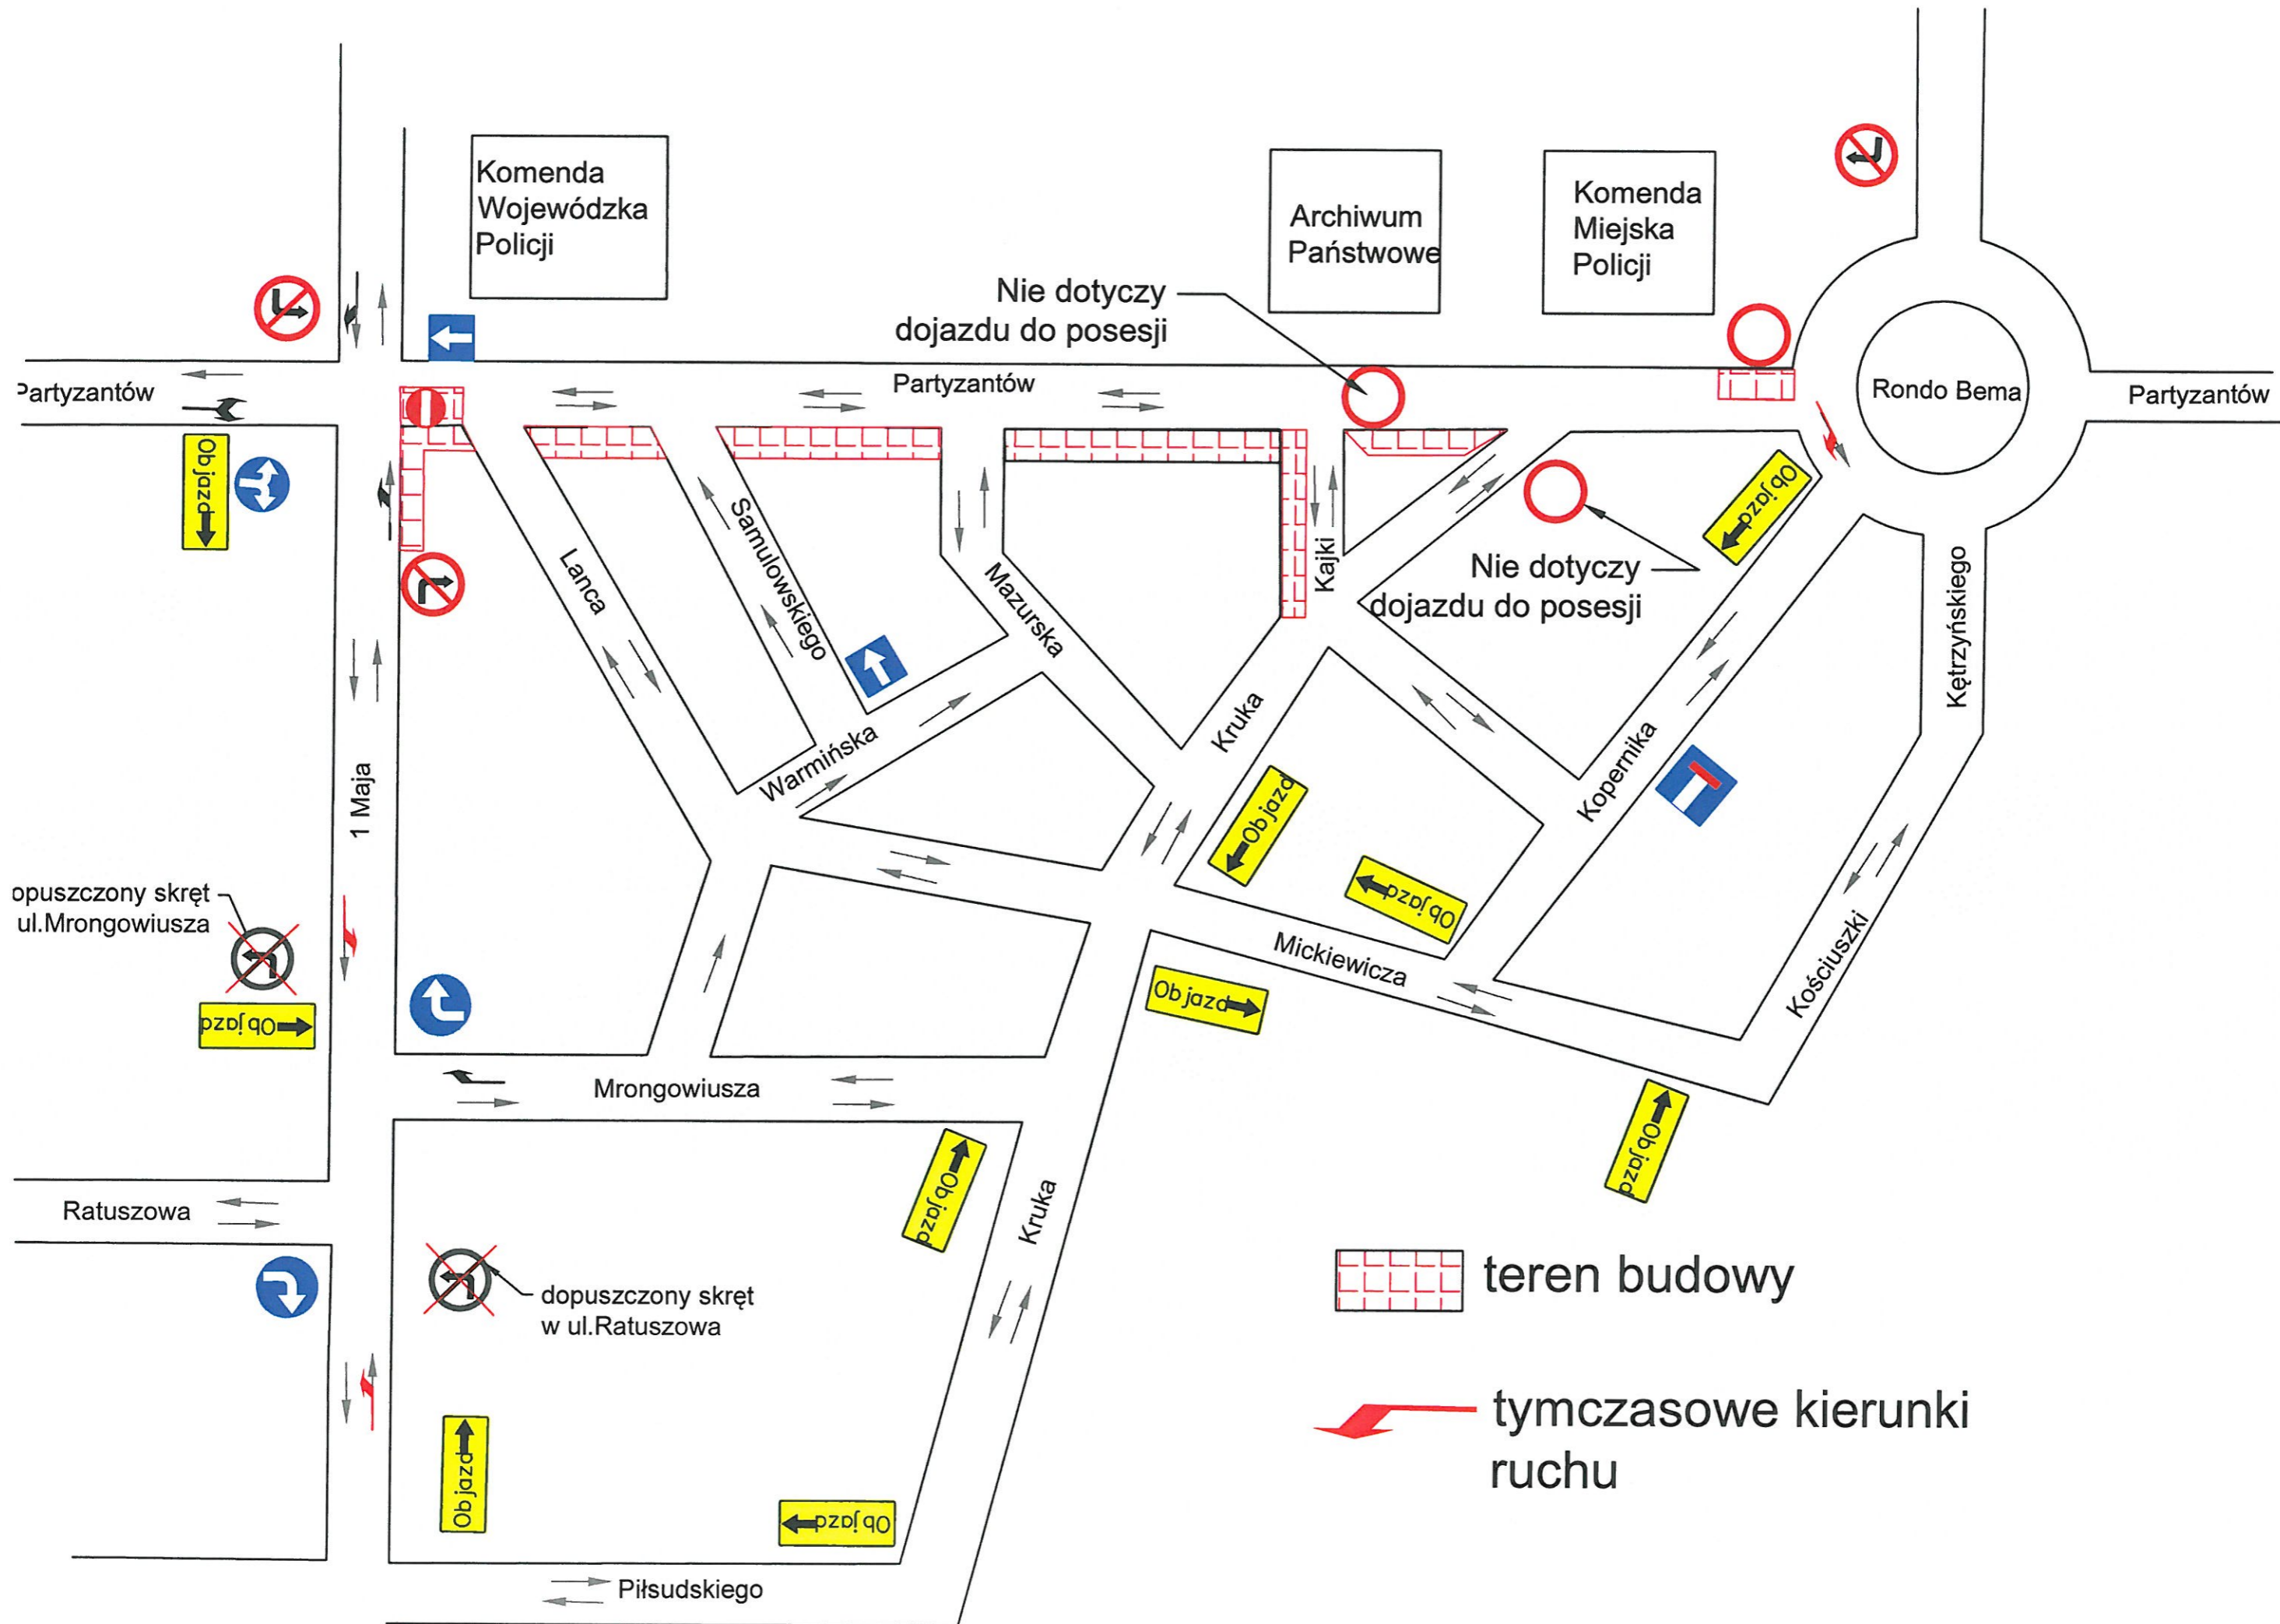 Komenda
Wojewódzka
Policji
Archiwum
Państwowe
Komenda
Miejska
Policji
Nie dotyczy
dojazdu do posesji
Partyzantów
Partyzantów
Rondo Bema
Partyzantów
Objazd
Objazd
Samulowskiego
Lanca
Mazurska
Kajki
Nie dotyczy
dojazdu do posesji
Kętrzyńskiego
Kruka
Warmińska
Kopernika
1 Maja
Objazd
Objazd
opuszczony skręt
ul.Mrongowiusza
Mickiewicza
Kościuszki
Objazd
Objazd
Mrongowiusza
Objazd
Objazd
Ratuszowa
Kruka
dopuszczony skręt
w ul.Ratuszowa
teren budowy
tymczasowe kierunki
ruchu
Objazd
Objazd
Piłsudskiego